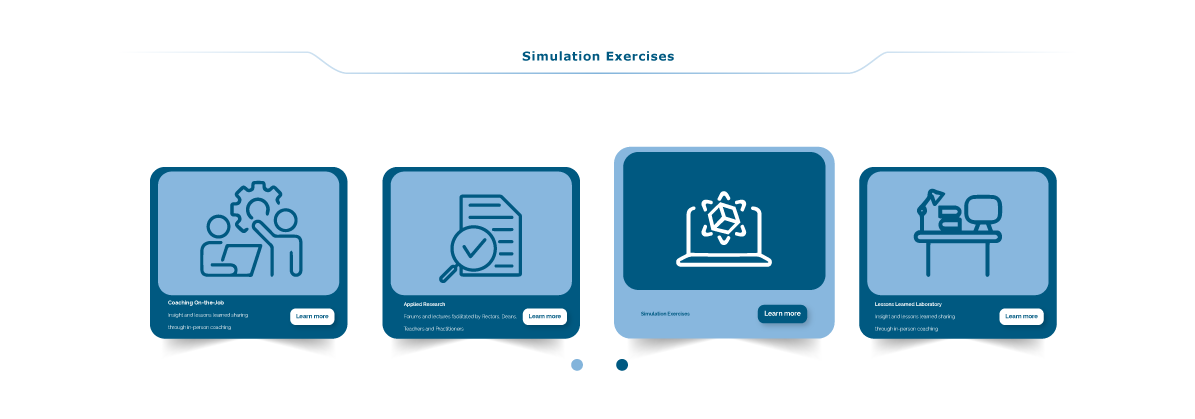 Simulation Exercises
Coaching On-the-Job
Insight and lessons learned sharing
through in-person coaching
Learn more
Applied Research
Forums and lectures facilitated by Rectors, Deans,
Teachers and Practitioners
Learn more
Simulation Exercises
Learn more
Lessons Learned Laboratory
Insight and lessons learned sharing
through in-person coaching
Learn more